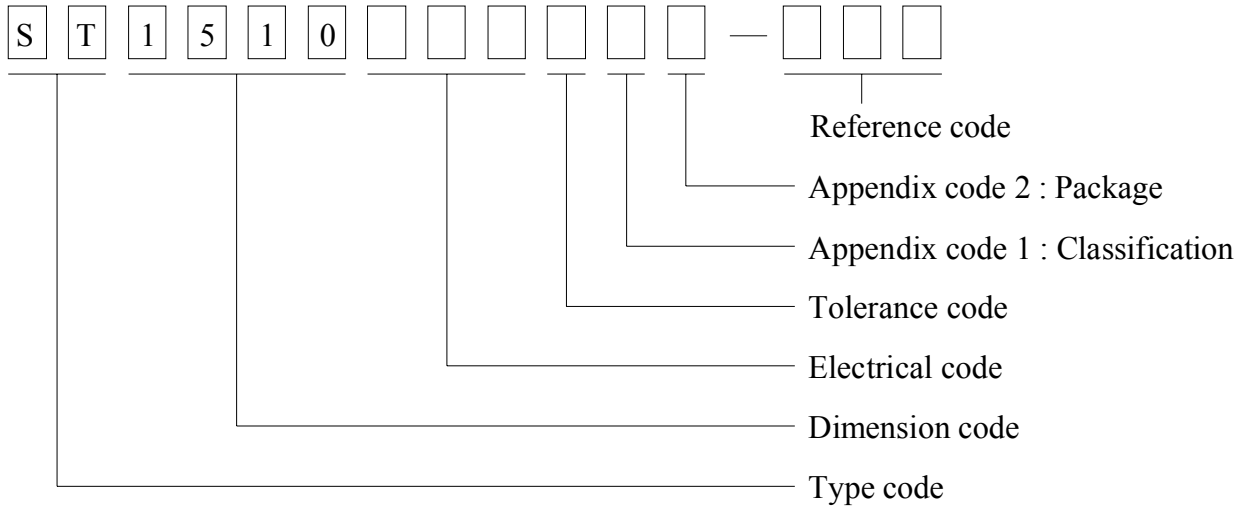 S T 1 5 1 0 —
Reference code
Appendix code 2 : Package
Appendix code 1 : Classification
Tolerance code
Electrical code
Dimension code
Type code